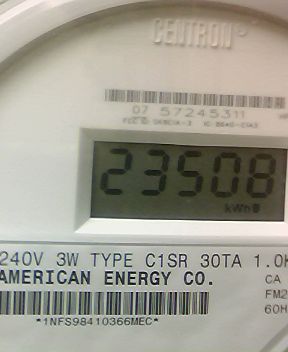 CENTRON®
07 57245311
23508
kWh
240V 3W TYPE C1SR 30TA 1.0K
AMERICAN ENERGY CO.
CA
FM2
60H
*1NFS98410366MEC*